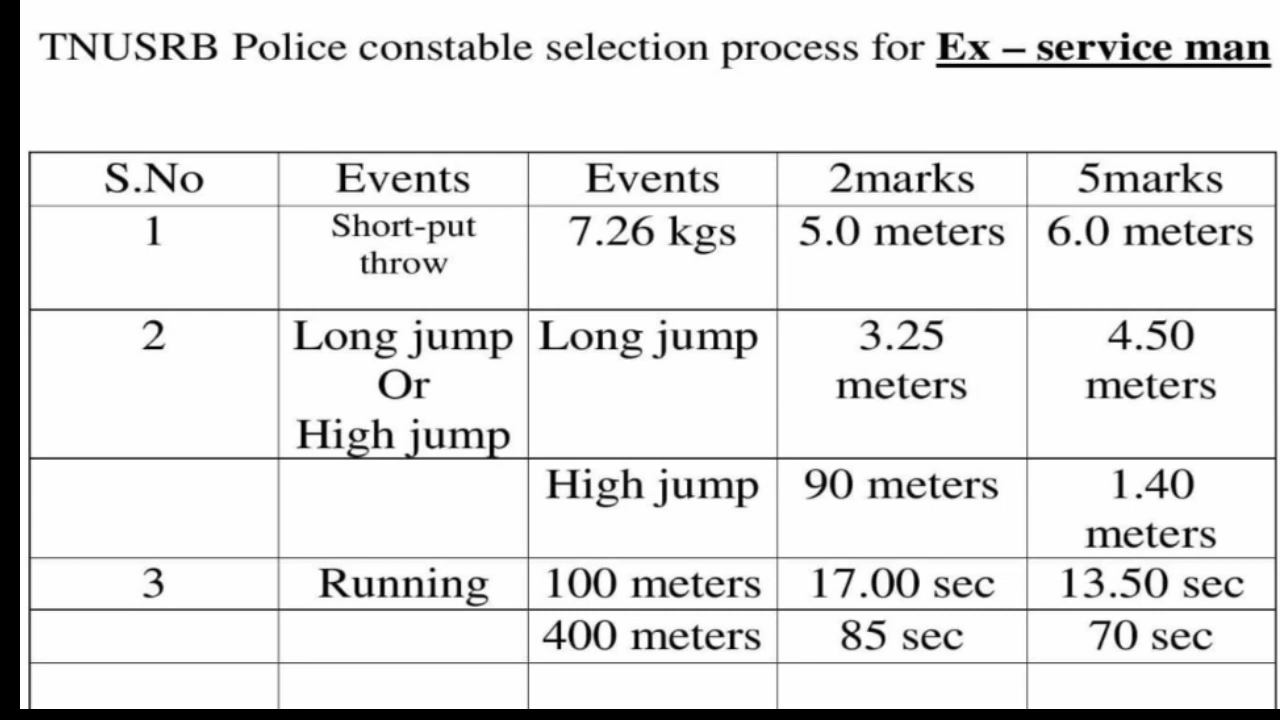 TNUSRB Police constable selection process for Ex – service man
S.No Events Events 2marks 5marks
1 Short-put throw 7.26 kgs 5.0 meters 6.0 meters
2 Long jump Or High jump Long jump 3.25 meters 4.50 meters
High jump 90 meters 1.40 meters
3 Running 100 meters 17.00 sec 13.50 sec
400 meters 85 sec 70 sec